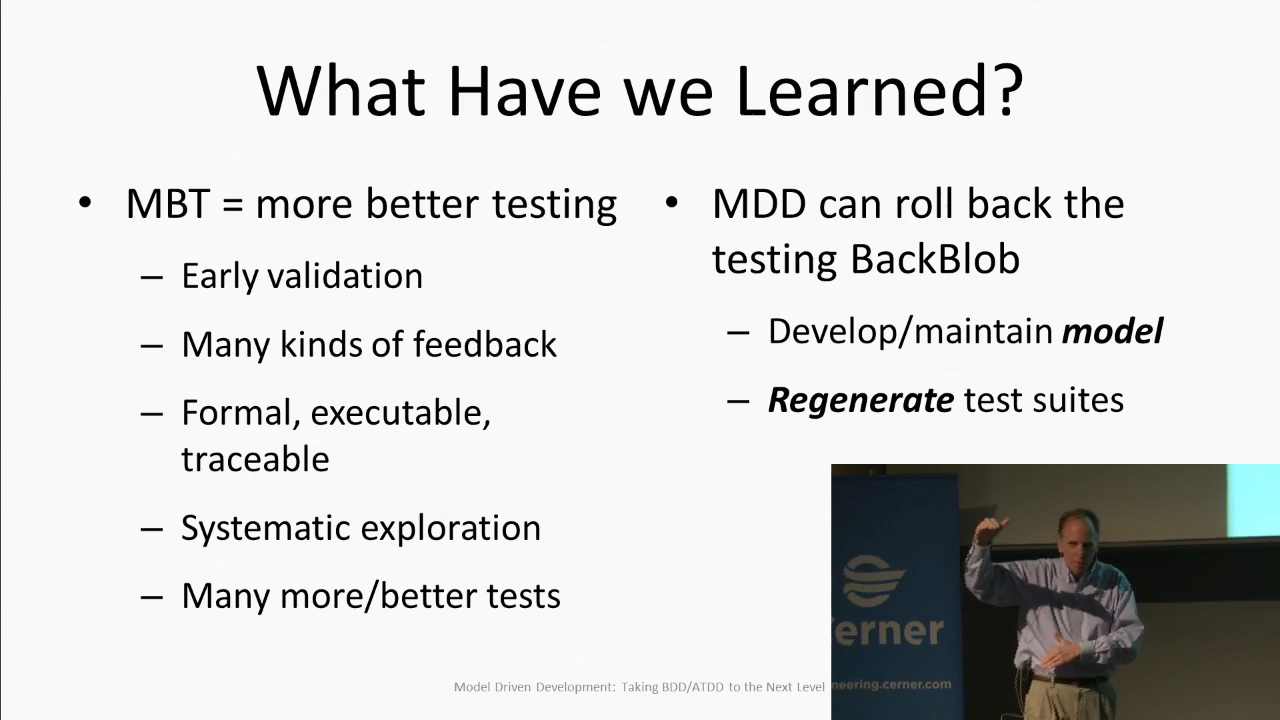 What Have we Learned?
• MBT = more better testing
– Early validation
– Many kinds of feedback
– Formal, executable,
traceable
– Systematic exploration
– Many more/better tests
• MDD can roll back the
testing BackBlob
– Develop/maintain model
– Regenerate test suites
Model Driven Development: Taking BDD/ATDD to the Next Level
erner
neering.cerner.com